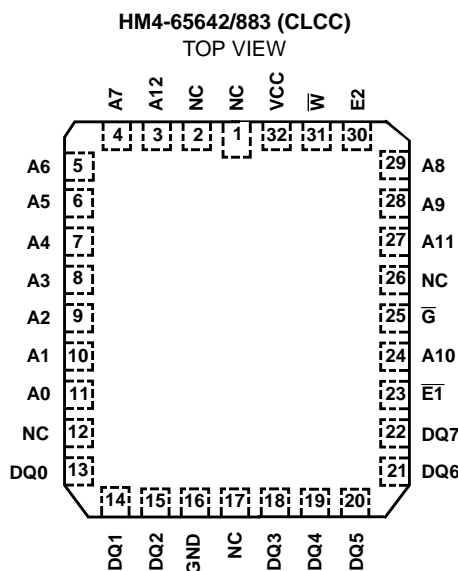 HM4-65642/883 (CLCC)
TOP VIEW
A7 A12 NC NC VCC W̅ E2
4 3 2 1 32 31 30
A6 5 29 A8
A5 6 28 A9
A4 7 27 A11
A3 8 26 NC
A2 9 25 G̅
A1 10 24 A10
A0 11 23 E̅1̅
NC 12 22 DQ7
DQ0 13 21 DQ6
14 15 16 17 18 19 20
DQ1 DQ2 GND NC DQ3 DQ4 DQ5